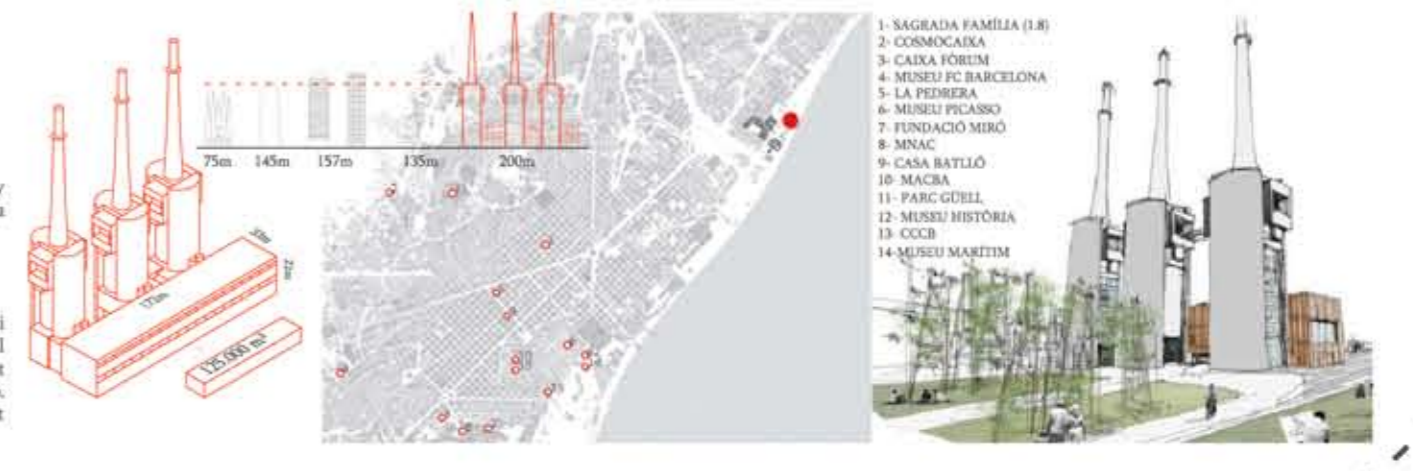 75m 145m 157m 135m 200m
172m
125.000 m³
1- SAGRADA FAMÍLIA (1.8)
2- COSMOCAIXA
3- CAIXA FÒRUM
4- MUSEU FC BARCELONA
5- LA PEDRERA
6- MUSEU PICASSO
7- FUNDACIÓ MIRÓ
8- MNAC
9- CASA BATLLÓ
10- MACBA
11- PARC GÜELL
12- MUSEU HISTÒRIA
13- CCCB
14-MUSEU MARÍTIM